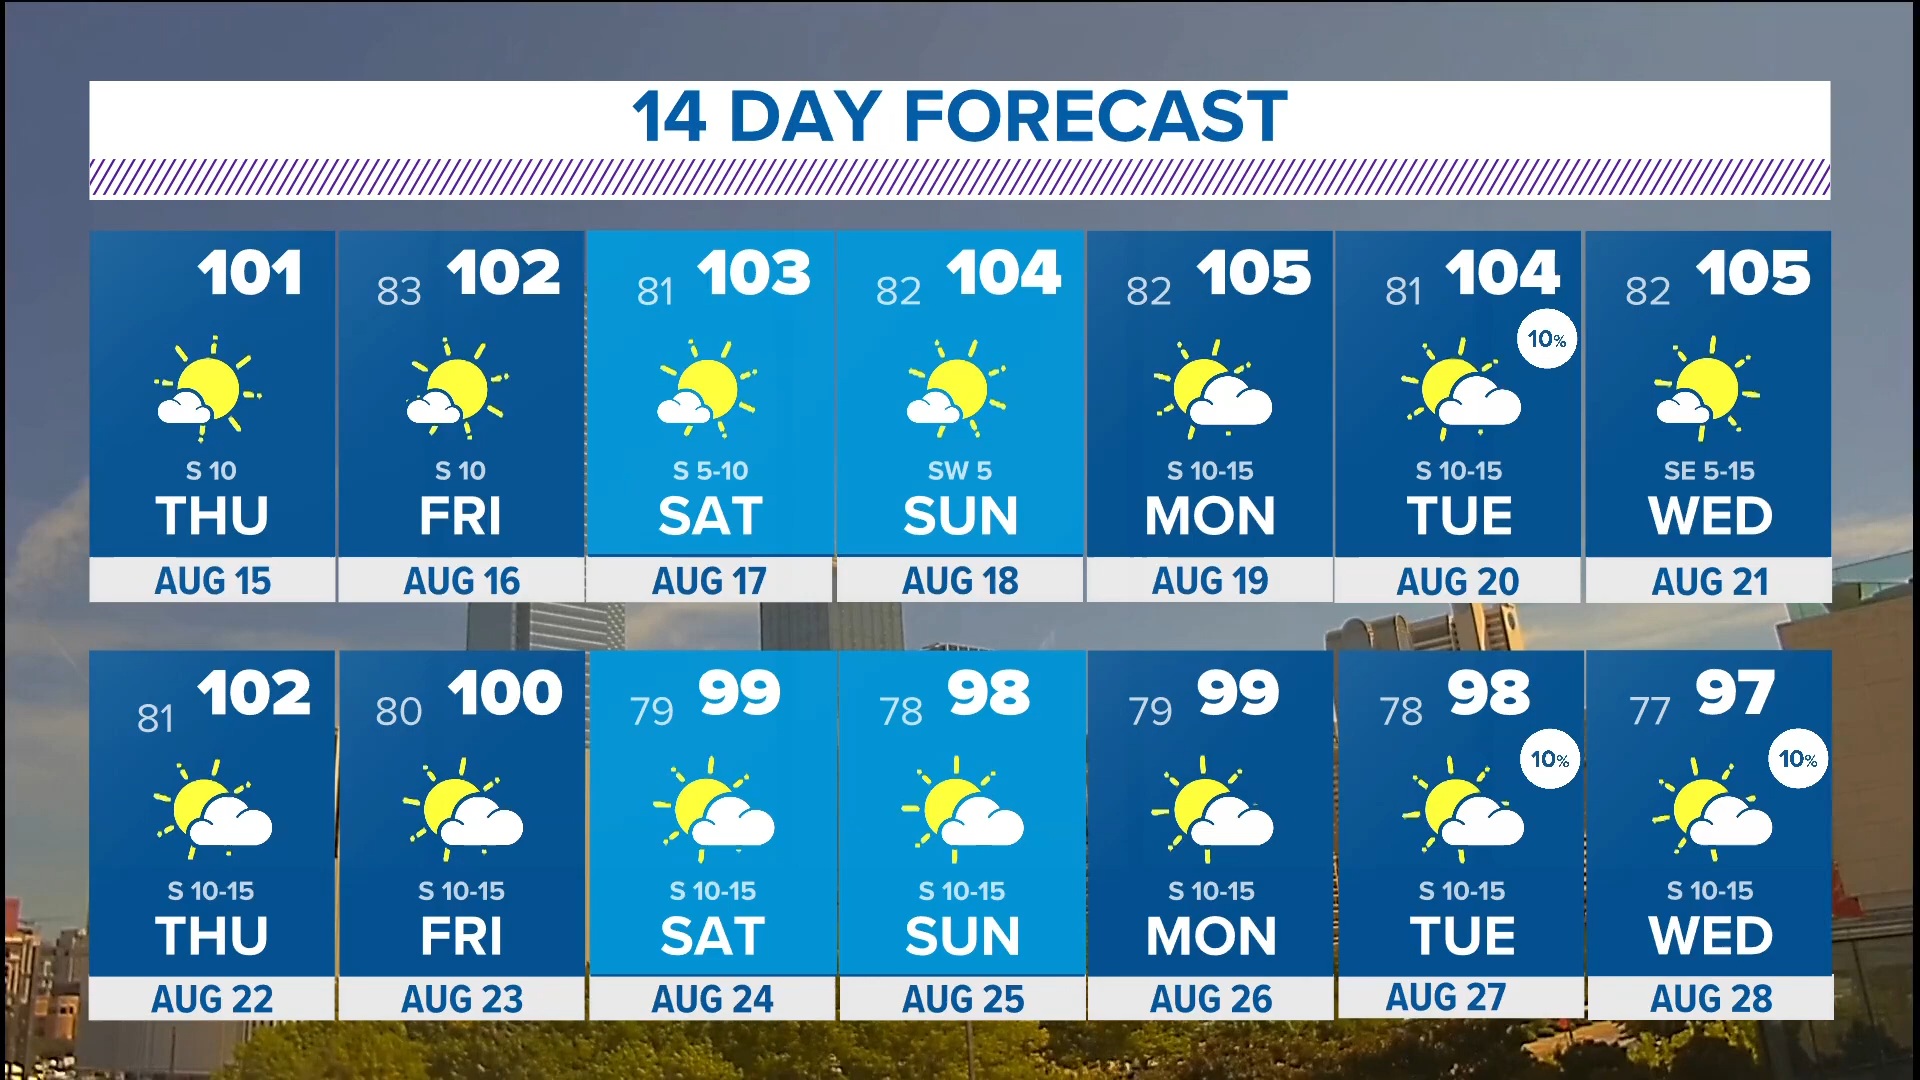 14 DAY FORECAST
101
S 10
THU
AUG 15
83 102
S 10
FRI
AUG 16
81 103
S 5-10
SAT
AUG 17
82 104
SW 5
SUN
AUG 18
82 105
S 10-15
MON
AUG 19
81 104
10%
S 10-15
TUE
AUG 20
82 105
SE 5-15
WED
AUG 21
81 102
S 10-15
THU
AUG 22
80 100
S 10-15
FRI
AUG 23
79 99
S 10-15
SAT
AUG 24
78 98
S 10-15
SUN
AUG 25
79 99
S 10-15
MON
AUG 26
78 98
10%
S 10-15
TUE
AUG 27
77 97
10%
S 10-15
WED
AUG 28